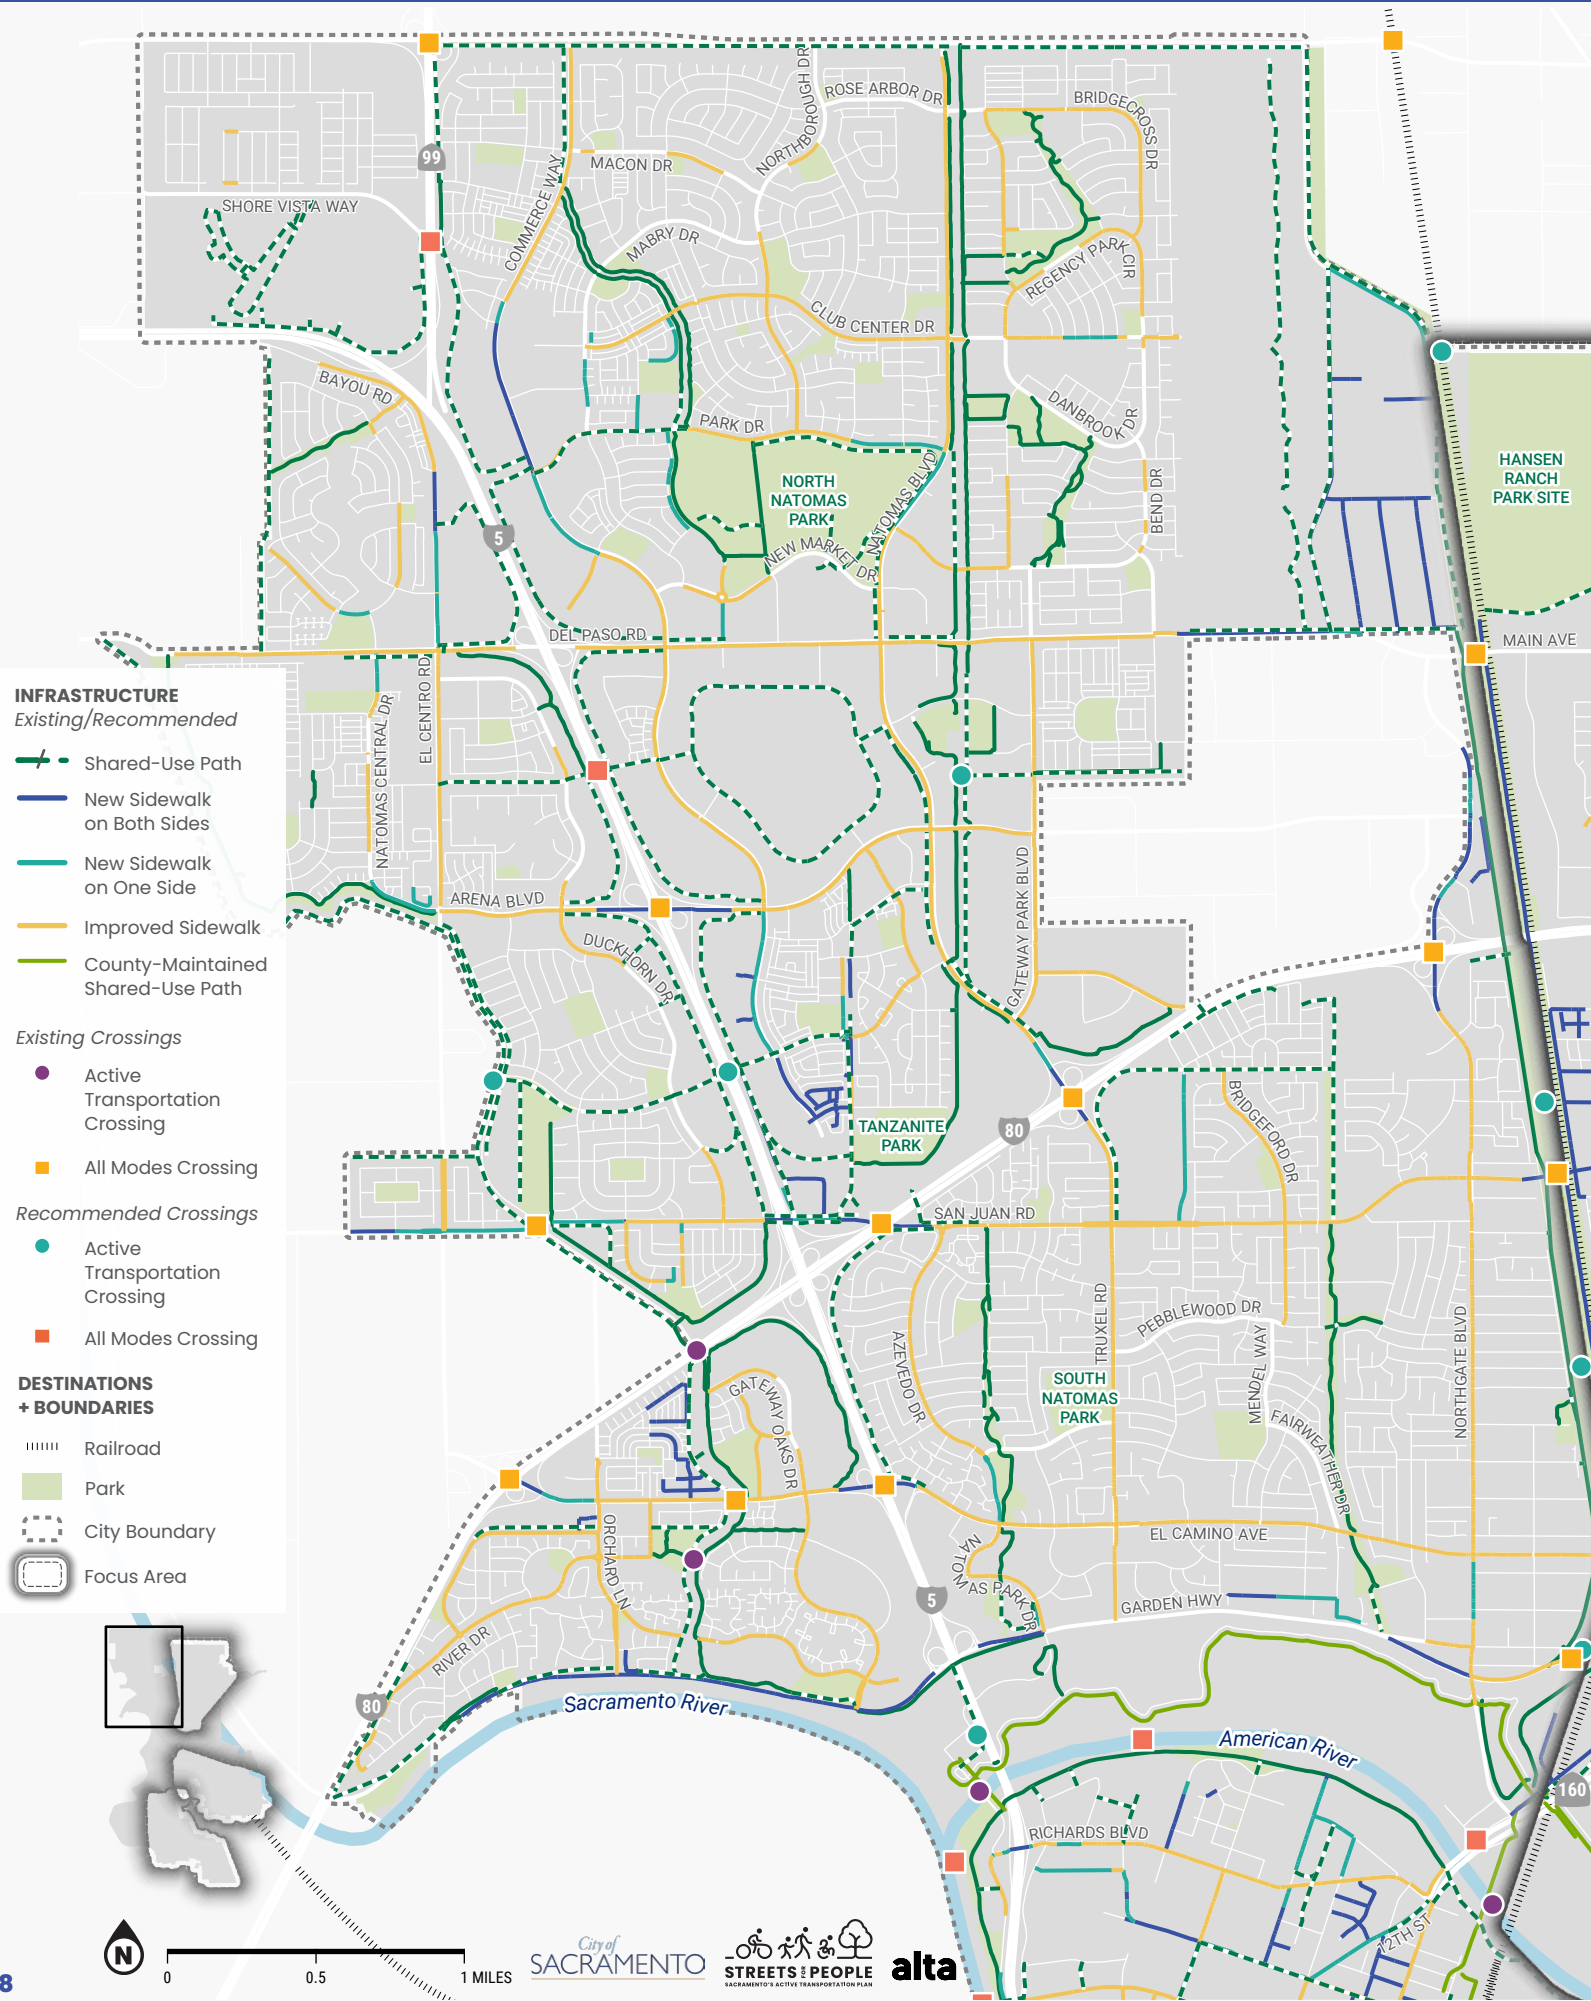 99
SHORE VISTA WAY
COMMERCE WAY
MACON DR
NORTHBOROUGH DR
ROSE ARBOR DR
BRIDGECROSS DR
MABRY DR
REGENCY PARK CIR
CLUB CENTER DR
BAYOU RD
PARK DR
DANBROOK DR
NORTH
NATOMAS
PARK
NATOMAS BLVD
NEW MARKET DR
BEND DR
HANSEN
RANCH
PARK SITE
5
DEL PASO RD
MAIN AVE
EL CENTRO RD
NATOMAS CENTRAL DR
ARENA BLVD
DUCKHORN DR
GATEWAY PARK BLVD
TANZANITE
PARK
80
BRIDGEFORD DR
SAN JUAN RD
AZEVEDO DR
TRUXEL RD
PEBBLEWOOD DR
MENDEL WAY
NORTHGATE BLVD
SOUTH
NATOMAS
PARK
FAIRWEATHER DR
GATEWAY OAKS DR
ORCHARD LN
EL CAMINO AVE
NATOMAS PARK DR
5
GARDEN HWY
RIVER DR
80
Sacramento River
American River
160
RICHARDS BLVD
12TH ST
INFRASTRUCTURE
Existing/Recommended
Shared-Use Path
New Sidewalk
on Both Sides
New Sidewalk
on One Side
Improved Sidewalk
County-Maintained
Shared-Use Path
Existing Crossings
Active
Transportation
Crossing
All Modes Crossing
Recommended Crossings
Active
Transportation
Crossing
All Modes Crossing
DESTINATIONS
+ BOUNDARIES
Railroad
Park
City Boundary
Focus Area
N
0 0.5 1 MILES
City of
SACRAMENTO
STREETS FOR PEOPLE
SACRAMENTO'S ACTIVE TRANSPORTATION PLAN
alta
8